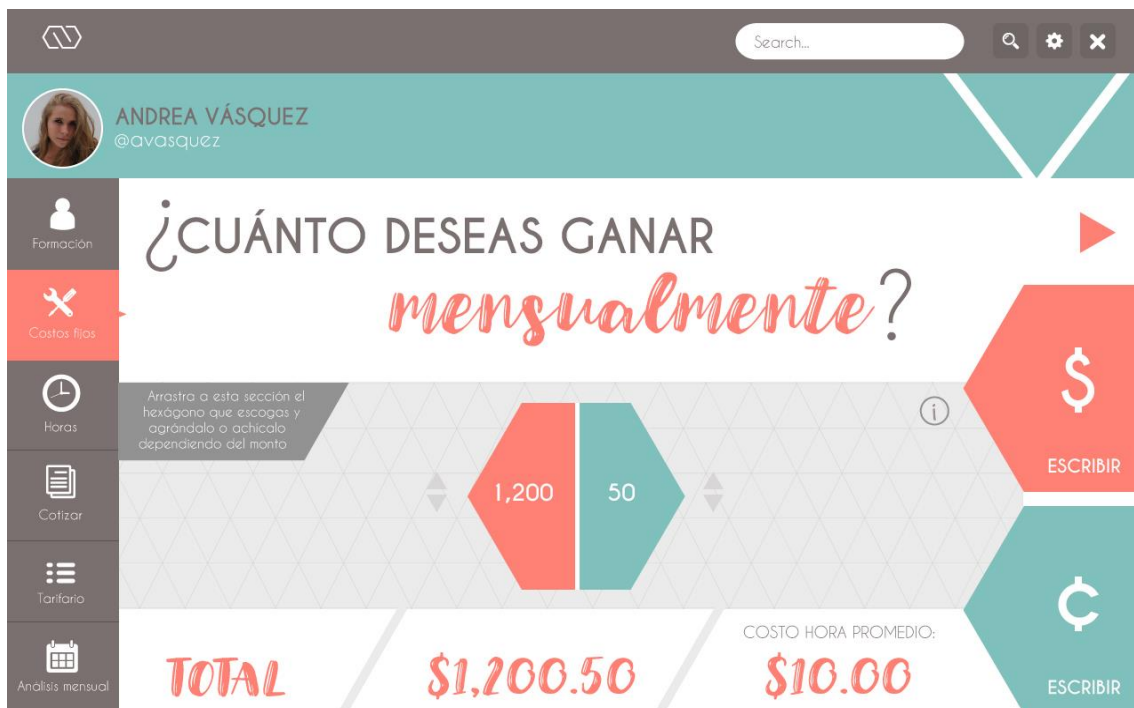 Search...
ANDREA VÁSQUEZ
@avasquez
Formación
Costos fijos
Horas
Cotizar
Tarifario
Análisis mensual
¿CUÁNTO DESEAS GANAR
mensualmente?
Arrastra a esta sección el
hexágono que escogas y
agrándalo o achícalo
dependiendo del monto
1,200
50
i
$
ESCRIBIR
¢
ESCRIBIR
TOTAL
$1,200.50
COSTO HORA PROMEDIO:
$10.00